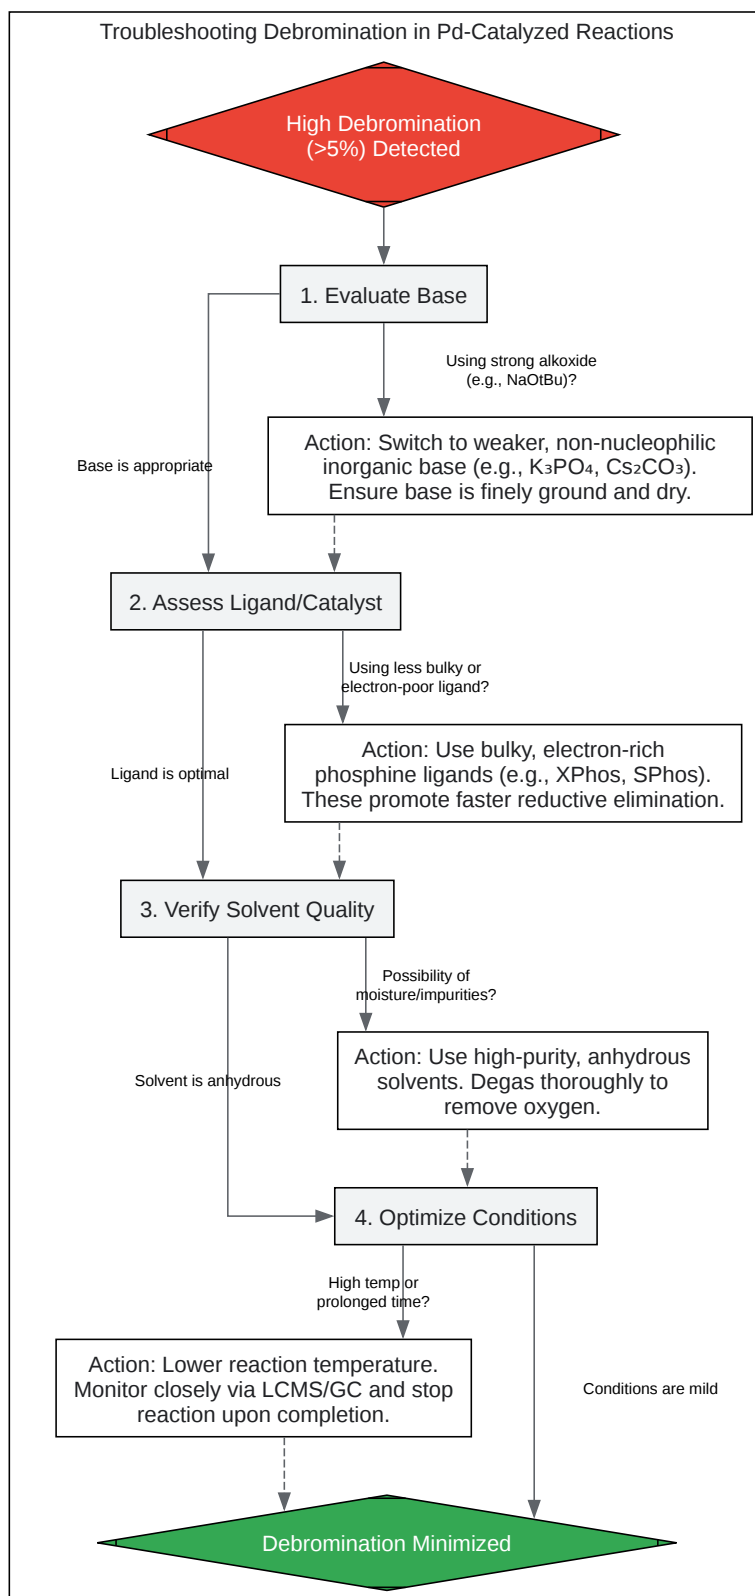 Troubleshooting Debromination in Pd-Catalyzed Reactions
High Debromination
(>5%) Detected
1. Evaluate Base
Using strong alkoxide
(e.g., NaOtBu)?
Action: Switch to weaker, non-nucleophilic
inorganic base (e.g., K₃PO₄, Cs₂CO₃).
Ensure base is finely ground and dry.
Base is appropriate
2. Assess Ligand/Catalyst
Using less bulky or
electron-poor ligand?
Action: Use bulky, electron-rich
phosphine ligands (e.g., XPhos, SPhos).
These promote faster reductive elimination.
Ligand is optimal
3. Verify Solvent Quality
Possibility of
moisture/impurities?
Action: Use high-purity, anhydrous
solvents. Degas thoroughly to
remove oxygen.
Solvent is anhydrous
4. Optimize Conditions
High temp or
prolonged time?
Action: Lower reaction temperature.
Monitor closely via LCMS/GC and stop
reaction upon completion.
Conditions are mild
Debromination Minimized